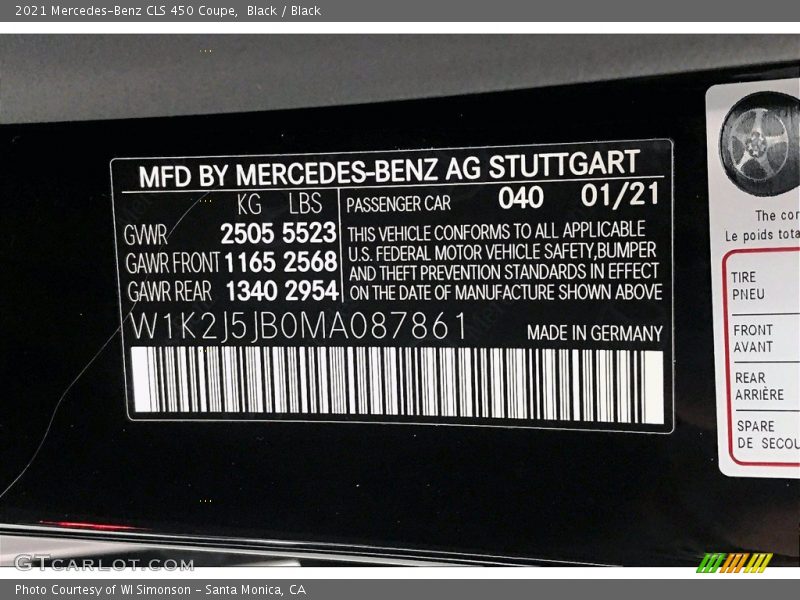 2021 Mercedes-Benz CLS 450 Coupe, Black / Black
MFD BY MERCEDES-BENZ AG STUTTGART
KG LBS
GVWR 2505 5523
GAWR FRONT 1165 2568
GAWR REAR 1340 2954
PASSENGER CAR 040 01/21
THIS VEHICLE CONFORMS TO ALL APPLICABLE
U.S. FEDERAL MOTOR VEHICLE SAFETY,BUMPER
AND THEFT PREVENTION STANDARDS IN EFFECT
ON THE DATE OF MANUFACTURE SHOWN ABOVE
W1K2J5JB0MA087861
MADE IN GERMANY
The
Le poids
TIRE
PNEU
FRONT
AVANT
REAR
ARRIÈRE
SPARE
DE
GTCARLOT.COM
Photo Courtesy of WI Simonson - Santa Monica, CA